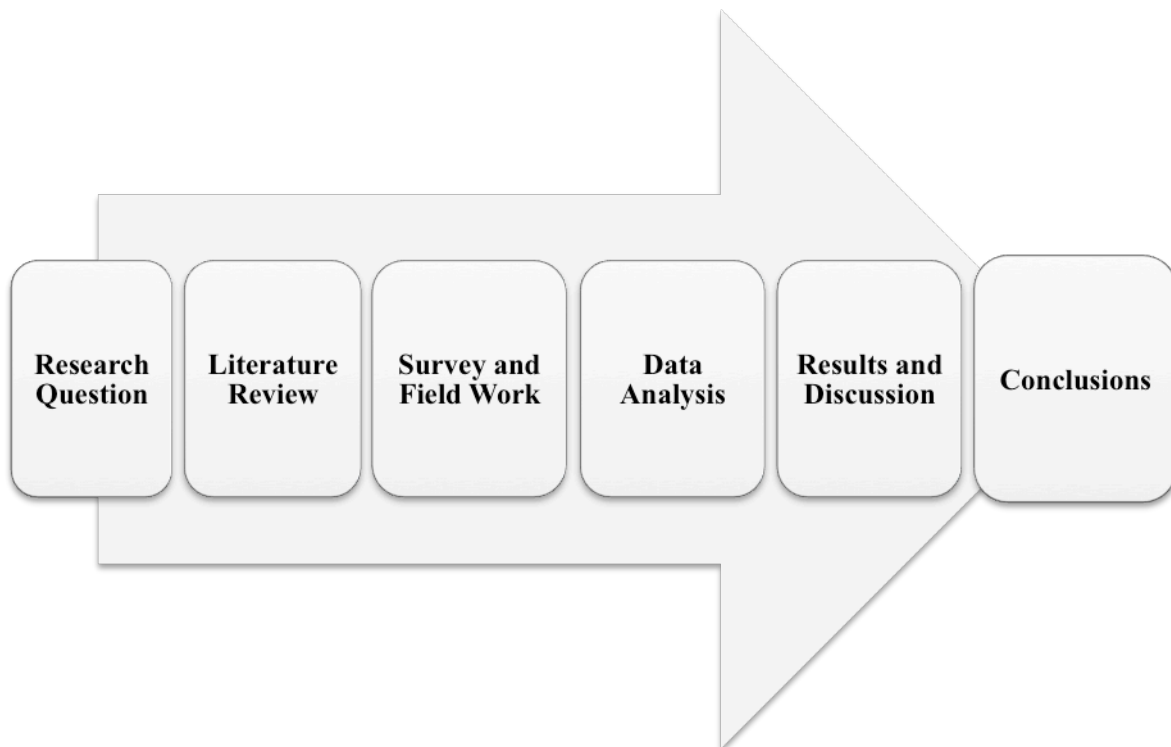 Research
Question
Literature
Review
Survey and
Field Work
Data
Analysis
Results and
Discussion
Conclusions